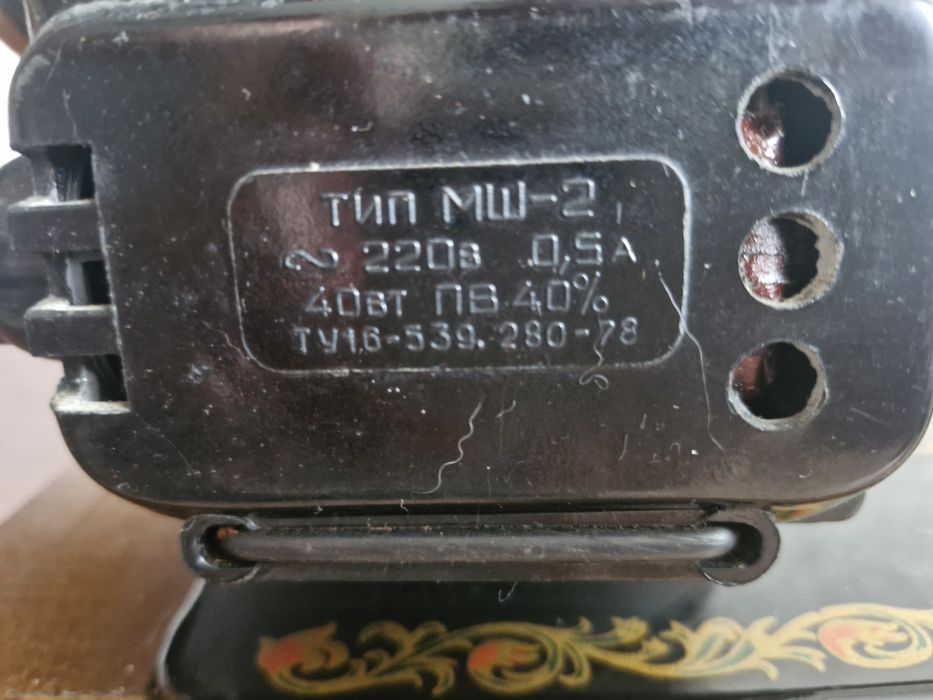 ТИП МШ-2
~ 220В 0,5А
40ВТ ПВ 40%
ТУ16-539.280-78